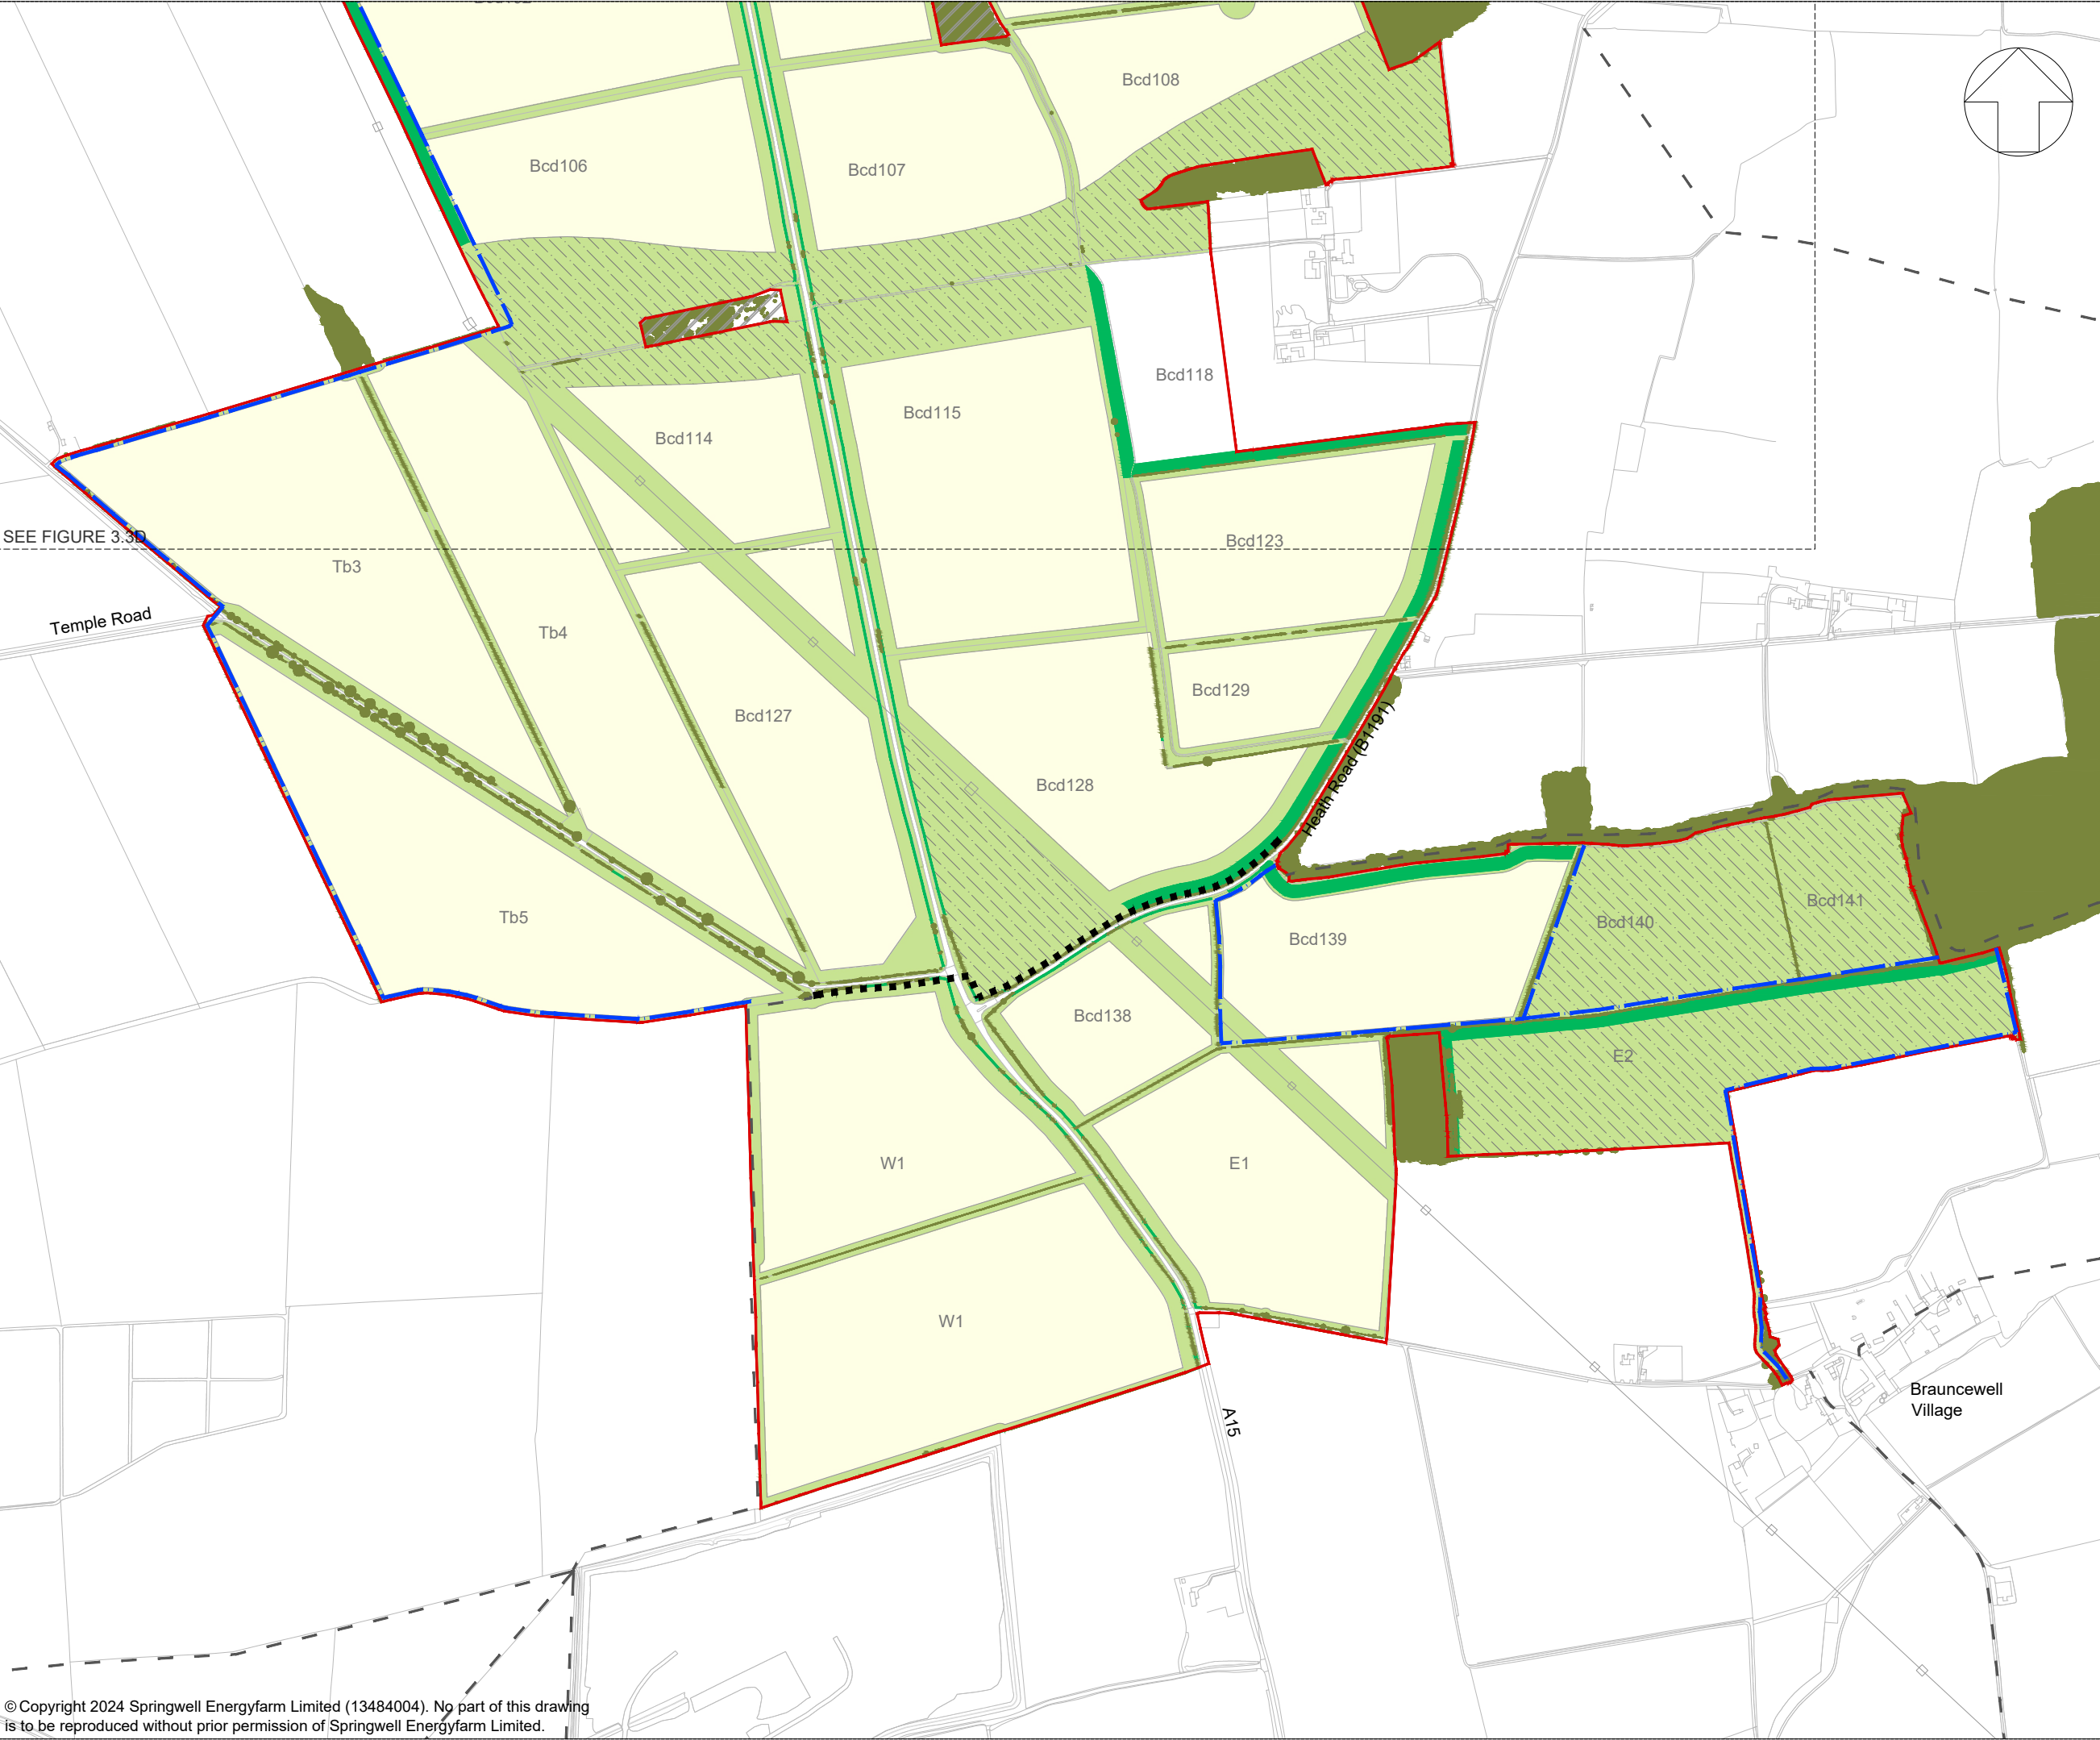 Bcd108
Bcd106
Bcd107
Bcd118
Bcd115
Bcd114
SEE FIGURE 3.3D
Bcd123
Tb3
Temple Road
Tb4
Bcd129
Bcd127
Heath Road (B1191)
Bcd128
Bcd141
Tb5
Bcd140
Bcd139
Bcd138
E2
W1
E1
W1
Brauncewell
Village
A15
© Copyright 2024 Springwell Energyfarm Limited (13484004). No part of this drawing
is to be reproduced without prior permission of Springwell Energyfarm Limited.